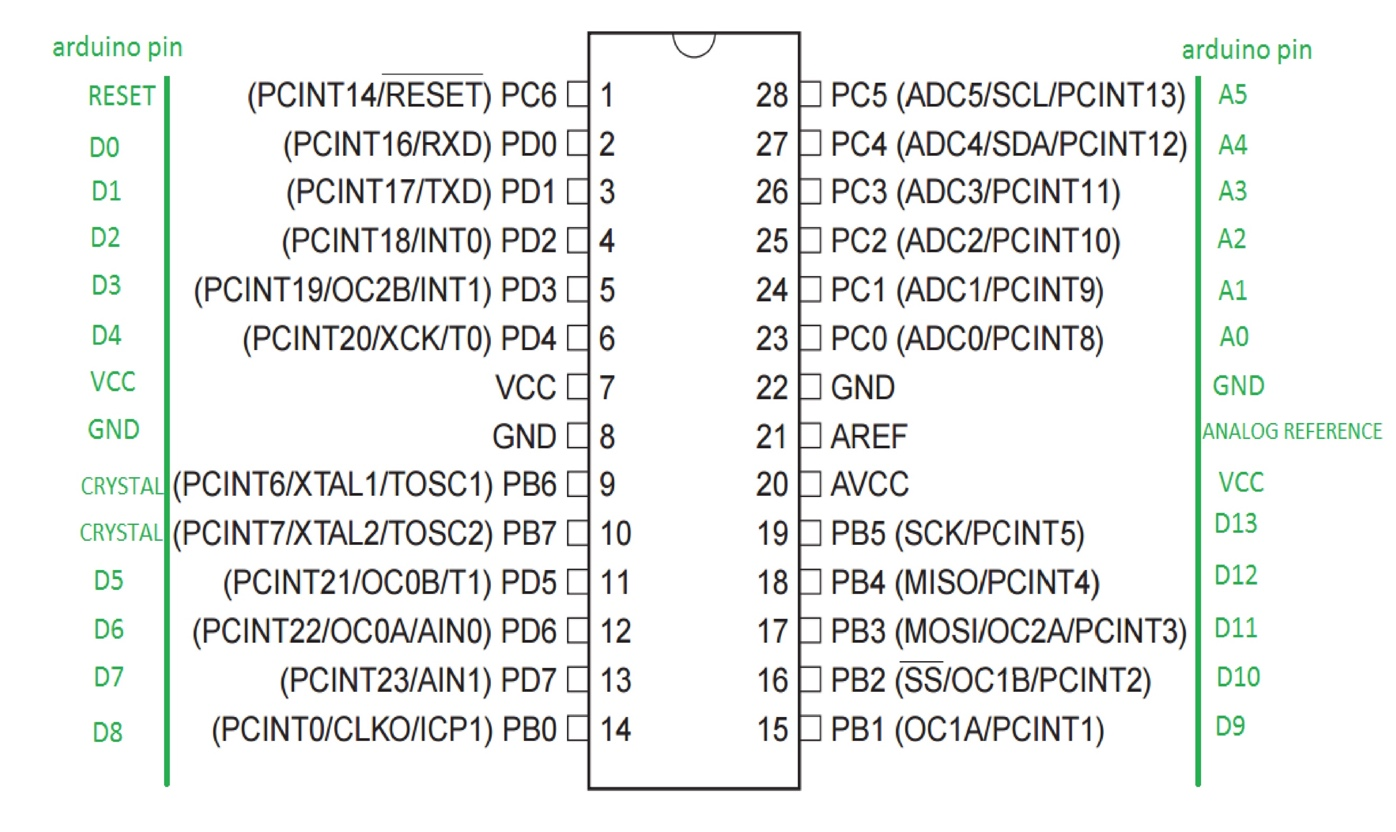 arduino pin arduino pin
RESET (PCINT14/RESET) PC6 1 28 PC5 (ADC5/SCL/PCINT13) A5
D0 (PCINT16/RXD) PD0 2 27 PC4 (ADC4/SDA/PCINT12) A4
D1 (PCINT17/TXD) PD1 3 26 PC3 (ADC3/PCINT11) A3
D2 (PCINT18/INT0) PD2 4 25 PC2 (ADC2/PCINT10) A2
D3 (PCINT19/OC2B/INT1) PD3 5 24 PC1 (ADC1/PCINT9) A1
D4 (PCINT20/XCK/T0) PD4 6 23 PC0 (ADC0/PCINT8) A0
VCC VCC 7 22 GND GND
GND GND 8 21 AREF ANALOG REFERENCE
CRYSTAL (PCINT6/XTAL1/TOSC1) PB6 9 20 AVCC VCC
CRYSTAL (PCINT7/XTAL2/TOSC2) PB7 10 19 PB5 (SCK/PCINT5) D13
D5 (PCINT21/OC0B/T1) PD5 11 18 PB4 (MISO/PCINT4) D12
D6 (PCINT22/OC0A/AIN0) PD6 12 17 PB3 (MOSI/OC2A/PCINT3) D11
D7 (PCINT23/AIN1) PD7 13 16 PB2 (SS/OC1B/PCINT2) D10
D8 (PCINT0/CLKO/ICP1) PB0 14 15 PB1 (OC1A/PCINT1) D9